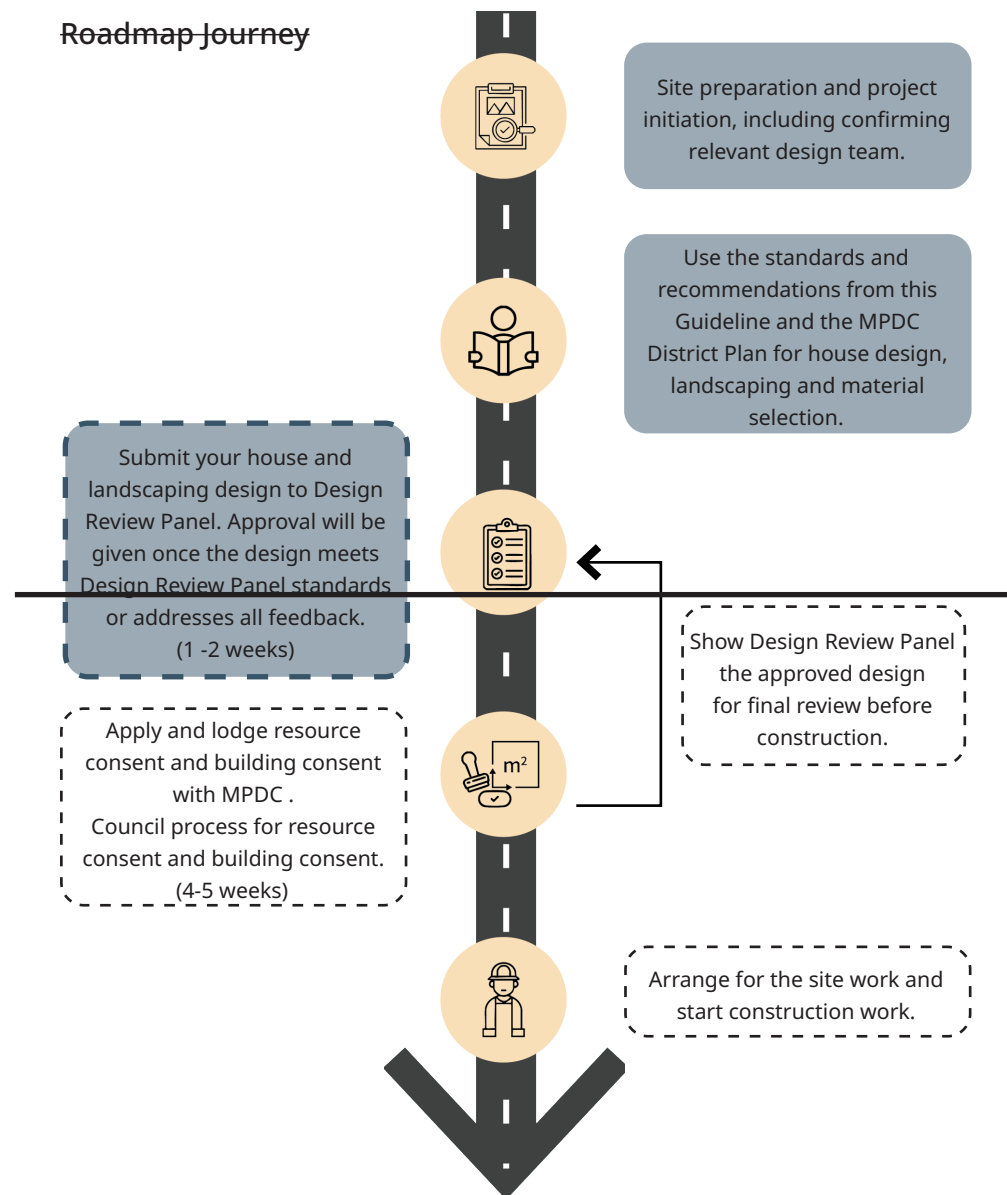 Roadmap Journey
Site preparation and project
initiation, including confirming
relevant design team.
Use the standards and
recommendations from this
Guideline and the MPDC
District Plan for house design,
landscaping and material
selection.
Submit your house and
landscaping design to Design
Review Panel. Approval will be
given once the design meets
Design Review Panel standards
or addresses all feedback.
(1 -2 weeks)
Show Design Review Panel
the approved design
for final review before
construction.
Apply and lodge resource
consent and building consent
with MPDC .
Council process for resource
consent and building consent.
(4-5 weeks)
m²
Arrange for the site work and
start construction work.